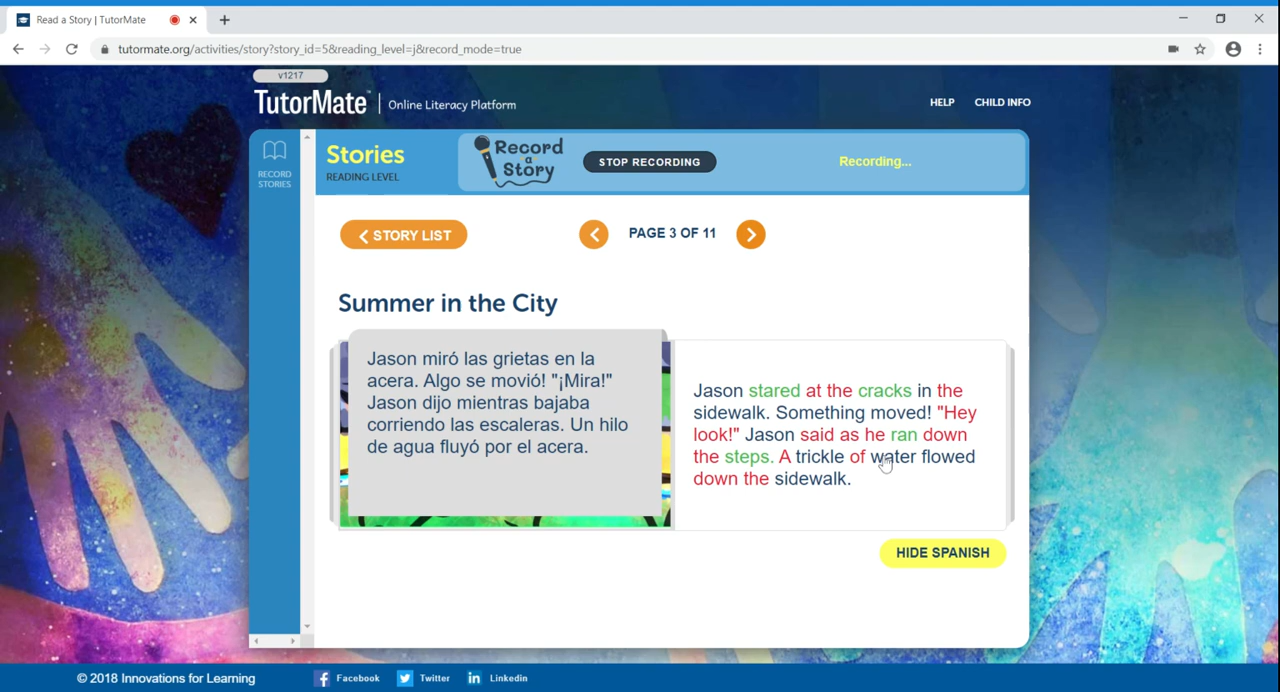 Read a Story | TutorMate
tutormate.org/activities/story?story_id=5&reading_level=j&record_mode=true
v1217
TutorMate™ | Online Literacy Platform
HELP CHILD INFO
RECORD
STORIES
Stories
READING LEVEL
Record
a
Story
STOP RECORDING
Recording...
STORY LIST
PAGE 3 OF 11
Summer in the City
Jason miró las grietas en la
acera. Algo se movió! "¡Mira!"
Jason dijo mientras bajaba
corriendo las escaleras. Un hilo
de agua fluyó por el acera.
Jason stared at the cracks in the
sidewalk. Something moved! "Hey
look!" Jason said as he ran down
the steps. A trickle of water flowed
down the sidewalk.
HIDE SPANISH
© 2018 Innovations for Learning
Facebook
Twitter
Linkedin